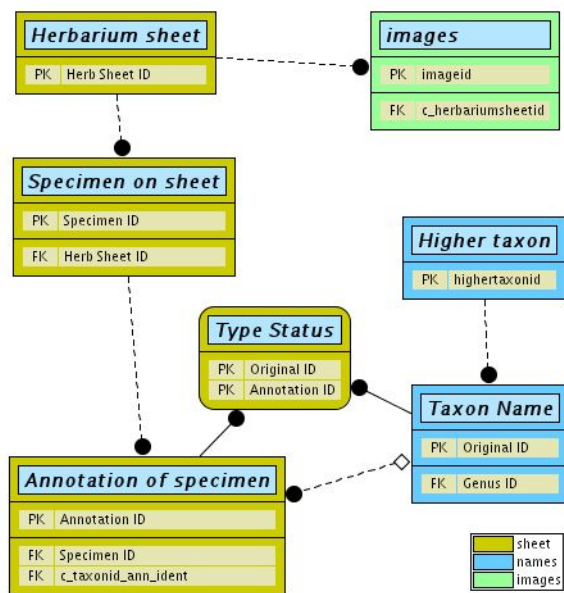 Herbarium sheet
PK Herb Sheet ID
images
PK imageid
FK c_herbariumsheetid
Specimen on sheet
PK Specimen ID
FK Herb Sheet ID
Higher taxon
PK highertaxonid
Type Status
PK Original ID
PK Annotation ID
Taxon Name
PK Original ID
FK Genus ID
Annotation of specimen
PK Annotation ID
FK Specimen ID
FK c_taxonid_ann_ident
sheet
names
images